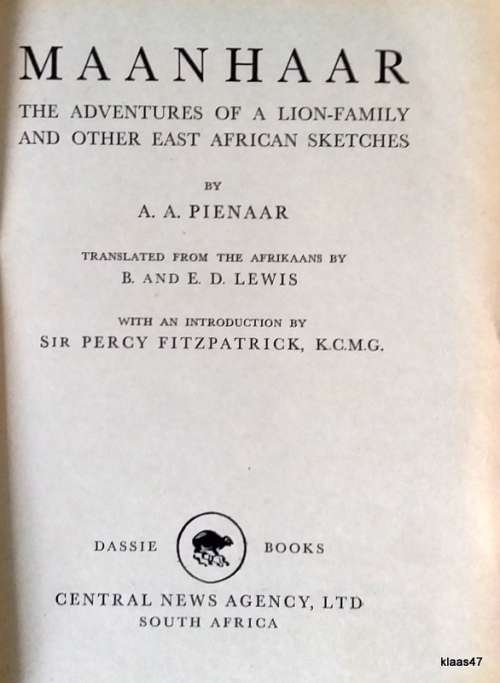 MAANHAAR
THE ADVENTURES OF A LION-FAMILY
AND OTHER EAST AFRICAN SKETCHES
BY
A. A. PIENAAR
TRANSLATED FROM THE AFRIKAANS BY
B. AND E. D. LEWIS
WITH AN INTRODUCTION BY
SIR PERCY FITZPATRICK, K.C.M.G.
DASSIE BOOKS
CENTRAL NEWS AGENCY, LTD
SOUTH AFRICA
klaas47